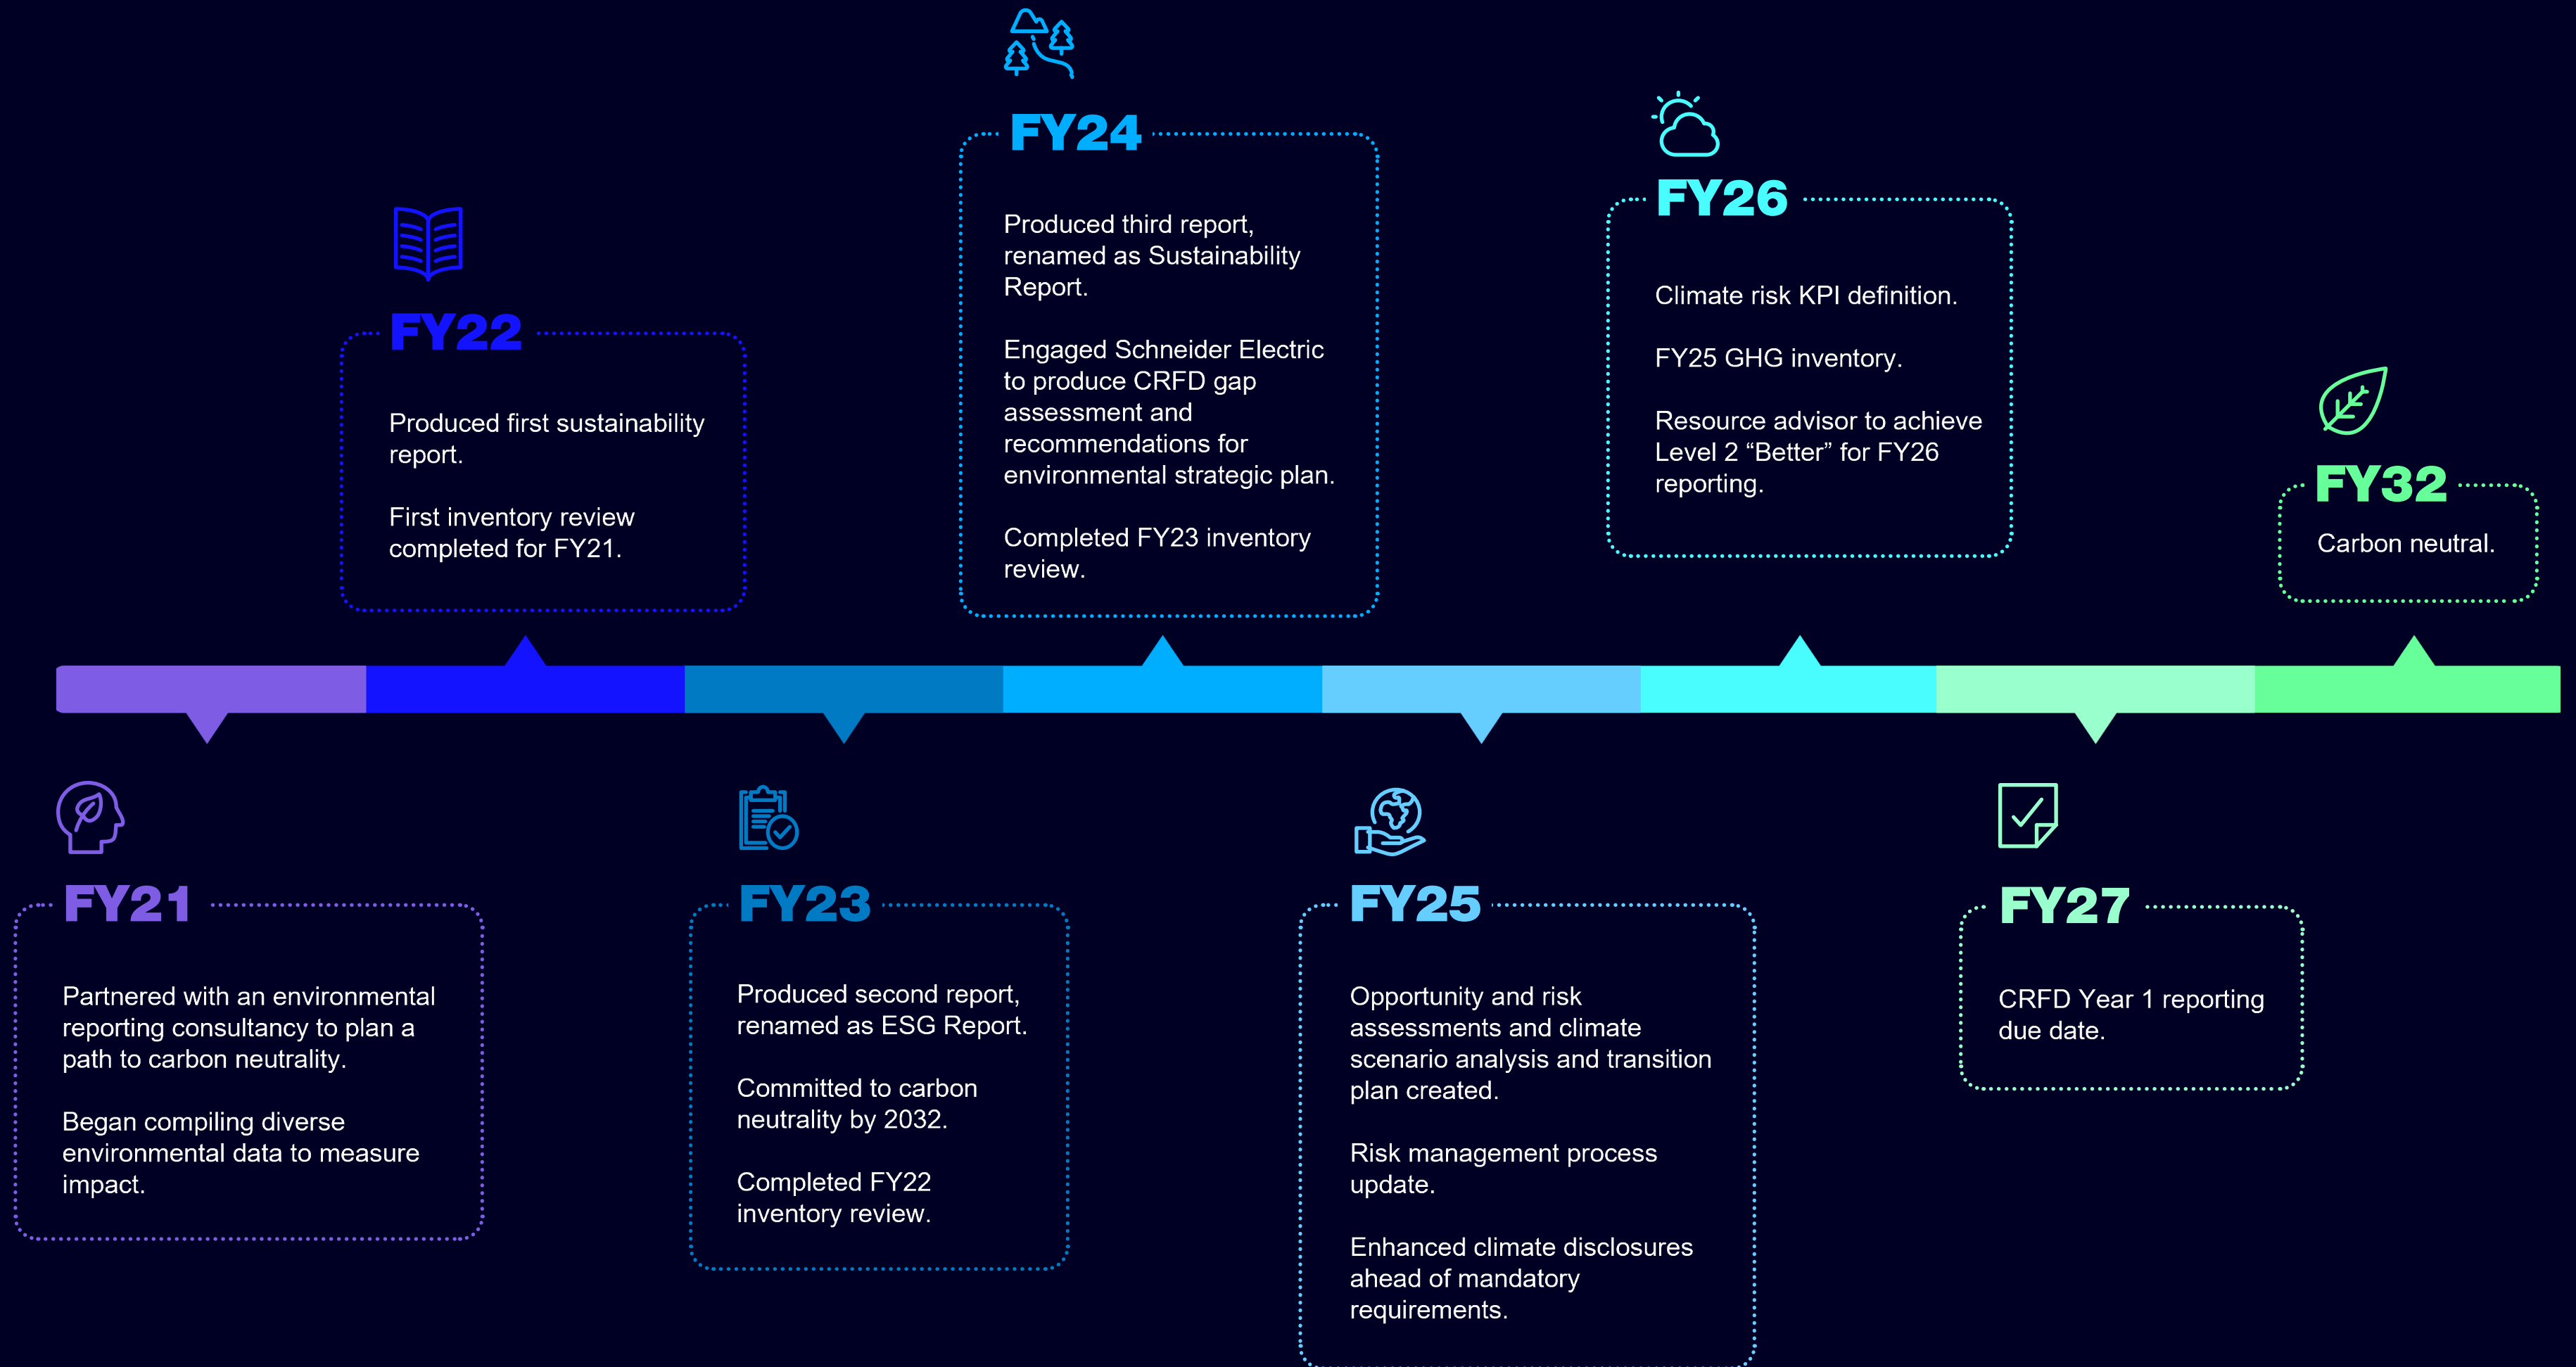 FY24
Produced third report,
renamed as Sustainability
Report.
Engaged Schneider Electric
to produce CRFD gap
assessment and
recommendations for
environmental strategic plan.
Completed FY23 inventory
review.
FY26
Climate risk KPI definition.
FY25 GHG inventory.
Resource advisor to achieve
Level 2 “Better” for FY26
reporting.
FY22
Produced first sustainability
report.
First inventory review
completed for FY21.
FY32
Carbon neutral.
FY21
Partnered with an environmental
reporting consultancy to plan a
path to carbon neutrality.
Began compiling diverse
environmental data to measure
impact.
FY23
Produced second report,
renamed as ESG Report.
Committed to carbon
neutrality by 2032.
Completed FY22
inventory review.
FY25
Opportunity and risk
assessments and climate
scenario analysis and transition
plan created.
Risk management process
update.
Enhanced climate disclosures
ahead of mandatory
requirements.
FY27
CRFD Year 1 reporting
due date.